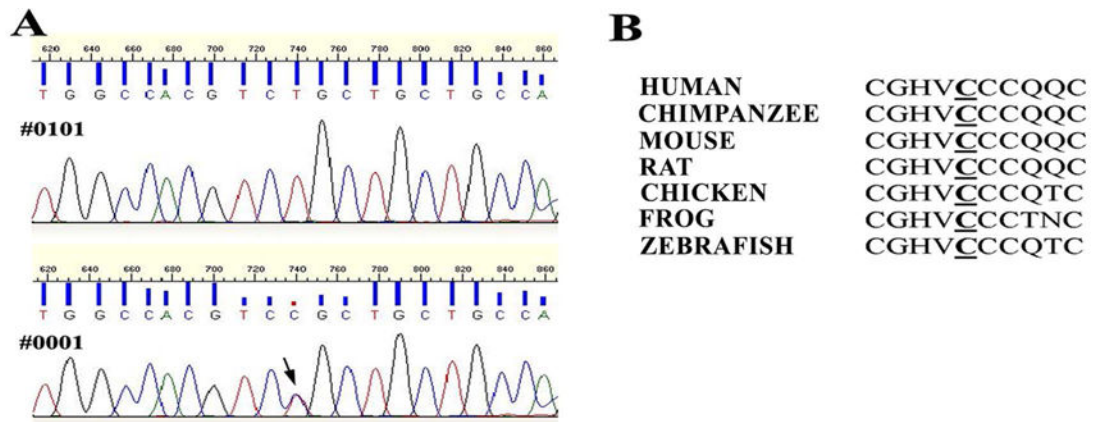 A
620 640 660 680 700 720 740 760 780 800 820 840 860
T G G C C A C G T C T G C T G C T G C C A
#0101
620 640 660 680 700 720 740 760 780 800 820 840 860
T G G C C A C G T C C G C T G C T G C C A
#0001
B
HUMAN CGHVCCCQQC
CHIMPANZEE CGHVCCCQQC
MOUSE CGHVCCCQQC
RAT CGHVCCCQQC
CHICKEN CGHVCCCQTC
FROG CGHVCCCTNC
ZEBRAFISH CGHVCCCQTC